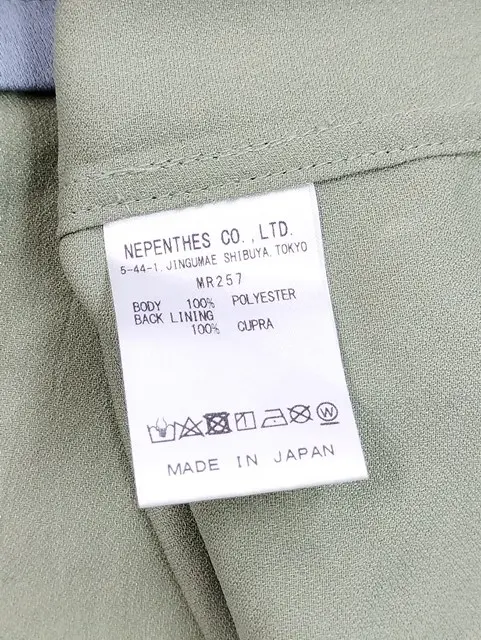 NEPENTHES CO.,LTD.
5-44-1. JINGUMAE SHIBUYA. TOKYO
MR257
BODY 100% POLYESTER
BACK LINING
100% CUPRA
W
MADE IN JAPAN